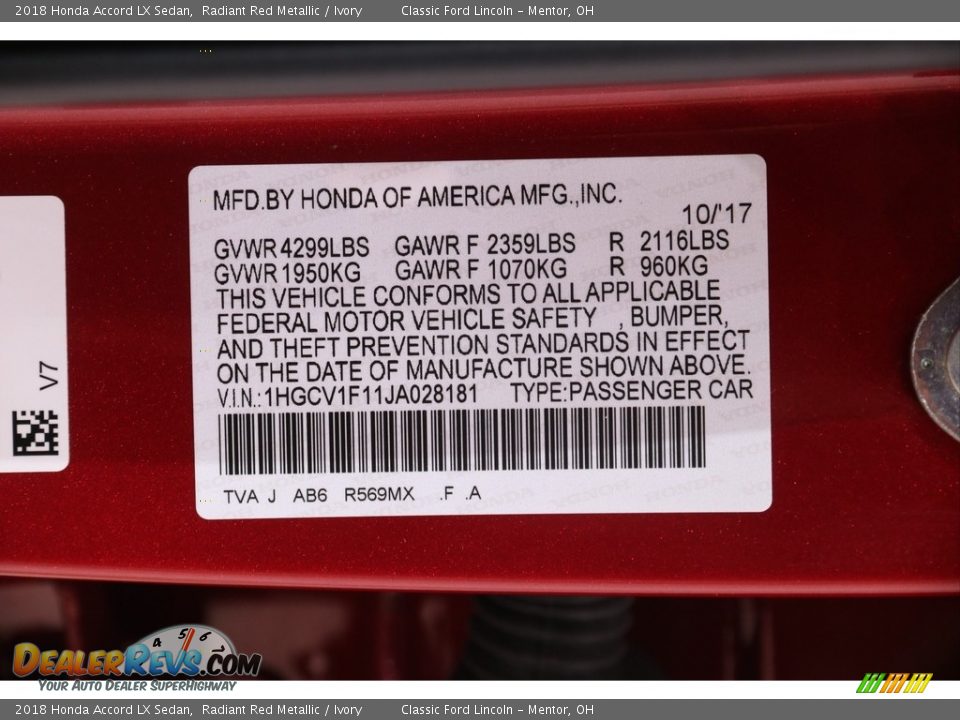 2018 Honda Accord LX Sedan, Radiant Red Metallic / Ivory Classic Ford Lincoln – Mentor, OH
MFD.BY HONDA OF AMERICA MFG.,INC.
10/'17
GVWR 4299LBS GAWR F 2359LBS R 2116LBS
GVWR 1950KG GAWR F 1070KG R 960KG
THIS VEHICLE CONFORMS TO ALL APPLICABLE
FEDERAL MOTOR VEHICLE SAFETY , BUMPER,
AND THEFT PREVENTION STANDARDS IN EFFECT
ON THE DATE OF MANUFACTURE SHOWN ABOVE.
V.I.N.:1HGCV1F11JA028181 TYPE:PASSENGER CAR
TVA J AB6 R569MX .F .A
V7
4 5 6
DEALERREVS.COM
YOUR AUTO DEALER SUPERHIGHWAY
2018 Honda Accord LX Sedan, Radiant Red Metallic / Ivory Classic Ford Lincoln – Mentor, OH